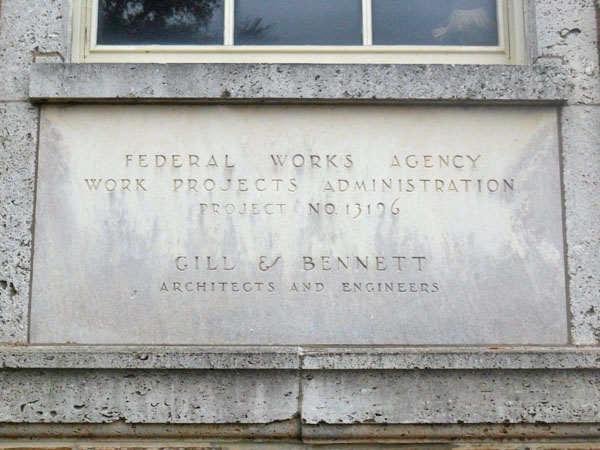 FEDERAL WORKS AGENCY
WORK PROJECTS ADMINISTRATION
PROJECT NO. 13196
GILL & BENNETT
ARCHITECTS AND ENGINEERS